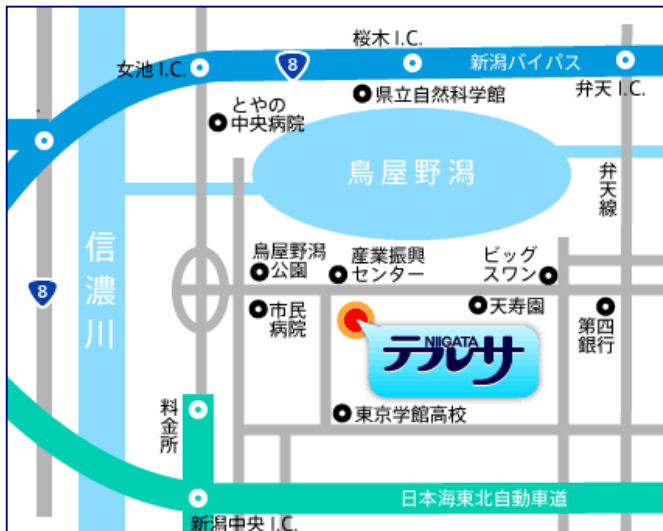 桜木 I.C.
8
新潟バイパス
女池 I.C.
弁天 I.C.
県立自然科学館
とやの
中央病院
鳥屋野潟
弁天線
信濃川
8
鳥屋野潟
公園
産業振興
センター
ビッグ
スワン
市民
病院
天寿園
第四
銀行
NIIGATA
テルサ
料金所
東京学館高校
日本海東北自動車道
新潟中央 I.C.